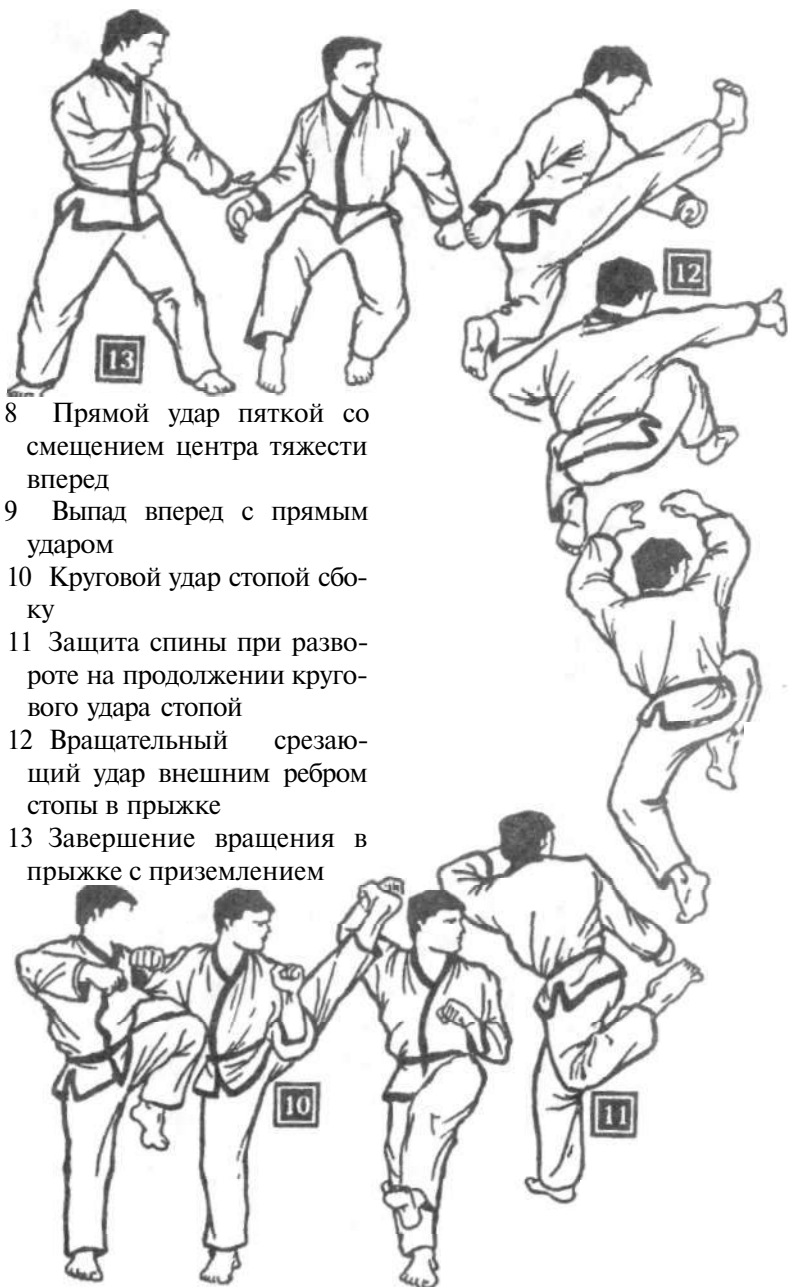 13
12
8 Прямой удар пяткой со
смещением центра тяжести
вперед
9 Выпад вперед с прямым
ударом
10 Круговой удар стопой сбо-
ку
11 Защита спины при разво-
роте на продолжении круго-
вого удара стопой
12 Вращательный срезаю-
щий удар внешним ребром
стопы в прыжке
13 Завершение вращения в
прыжке с приземлением
10
11